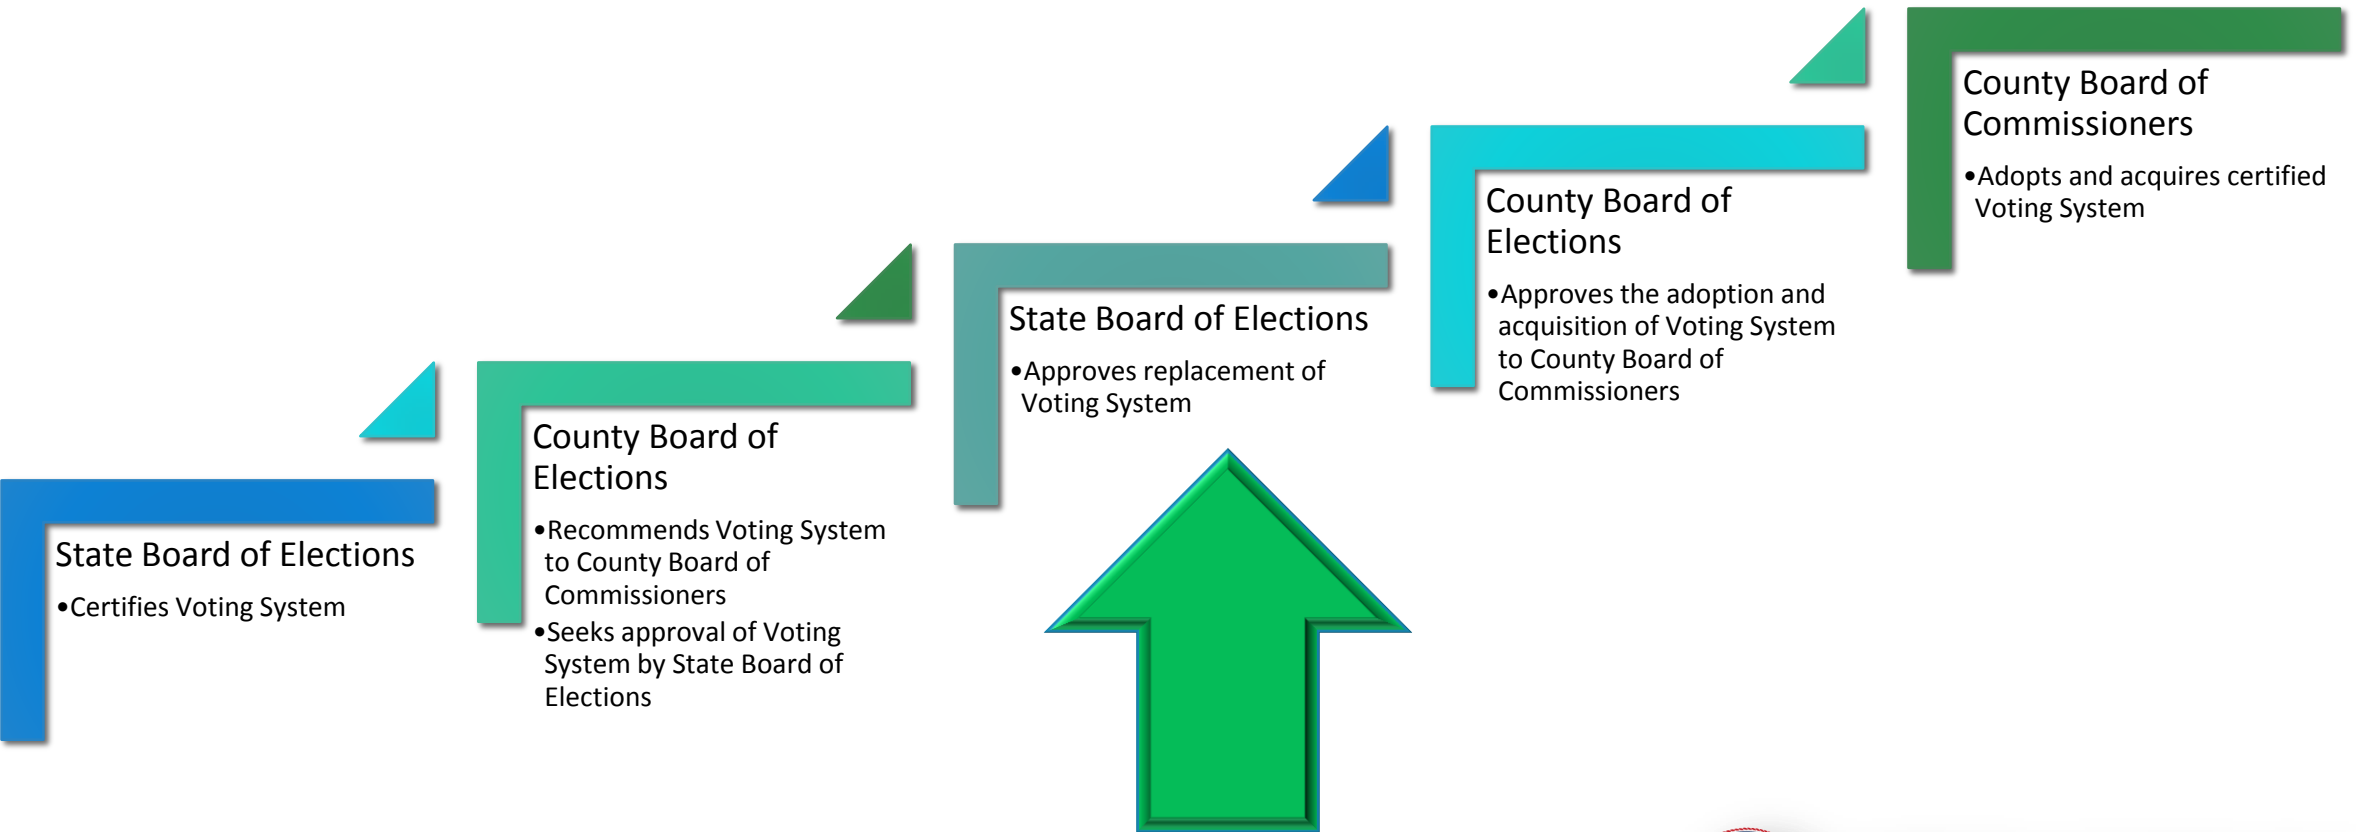 State Board of Elections
•Certifies Voting System
County Board of
Elections
•Recommends Voting System
to County Board of
Commissioners
•Seeks approval of Voting
System by State Board of
Elections
State Board of Elections
•Approves replacement of
Voting System
County Board of
Elections
•Approves the adoption and
acquisition of Voting System
to County Board of
Commissioners
County Board of
Commissioners
•Adopts and acquires certified
Voting System